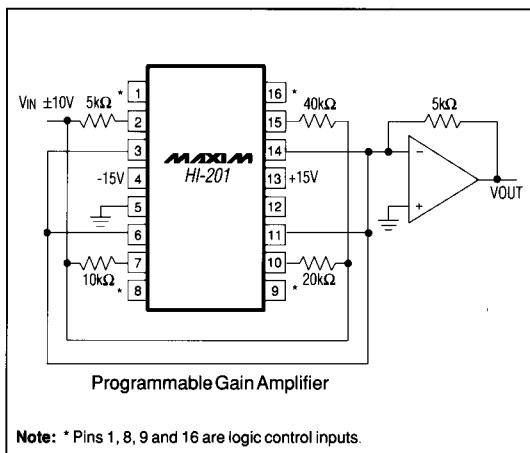 VIN ±10V
5kΩ
* 1
2
3
-15V 4
5
6
7
10kΩ
* 8
MAXIM
HI-201
16 *
15
40kΩ
14
13 +15V
12
11
10
20kΩ
9 *
5kΩ
−
+
VOUT
Programmable Gain Amplifier
Note: * Pins 1, 8, 9 and 16 are logic control inputs.